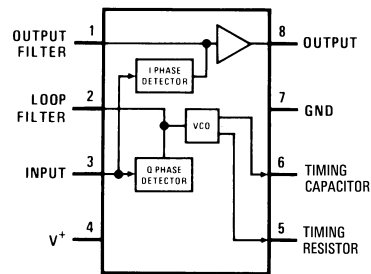 OUTPUT FILTER
1
8
OUTPUT
I PHASE DETECTOR
LOOP FILTER
2
7
GND
VCO
INPUT
3
Q PHASE DETECTOR
6
TIMING CAPACITOR
V+
4
5
TIMING RESISTOR